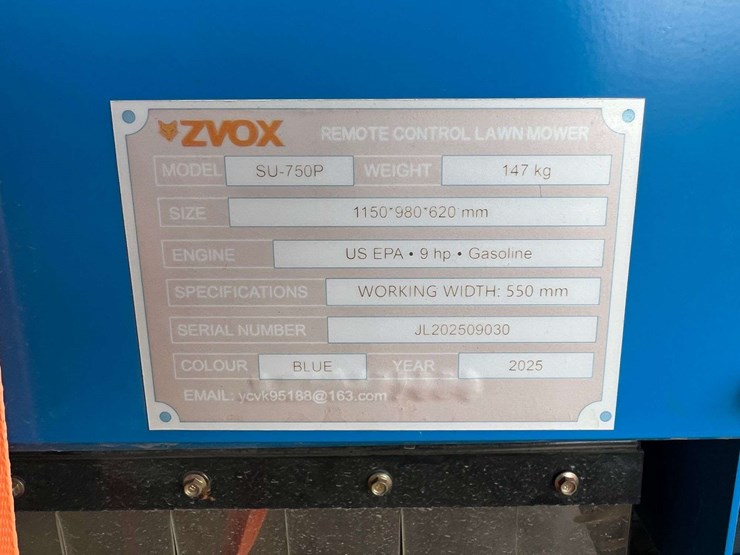 ZVOX REMOTE CONTROL LAWN MOWER
MODEL SU-750P WEIGHT 147 kg
SIZE 1150*980*620 mm
ENGINE US EPA • 9 hp • Gasoline
SPECIFICATIONS WORKING WIDTH: 550 mm
SERIAL NUMBER JL202509030
COLOUR BLUE YEAR 2025
EMAIL: ycvk95188@163.com